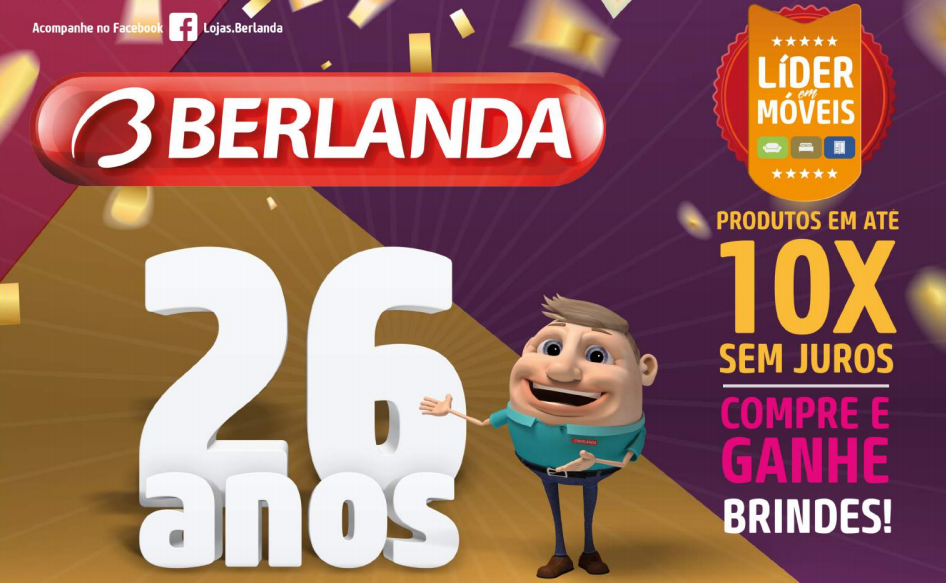 Acompanhe no Facebook f Lojas.Berlanda
BERLANDA
26
anos
LÍDER
em
MÓVEIS
PRODUTOS EM ATÉ
10X
SEM JUROS
COMPRE E
GANHE
BRINDES!
BERLANDA